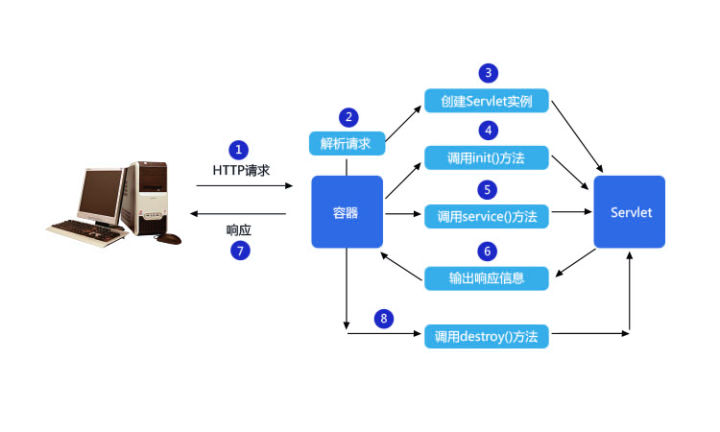 1
HTTP请求
响应
7
2
解析请求
容器
3
创建Servlet实例
4
调用init()方法
5
调用service()方法
6
输出响应信息
8
调用destroy()方法
Servlet